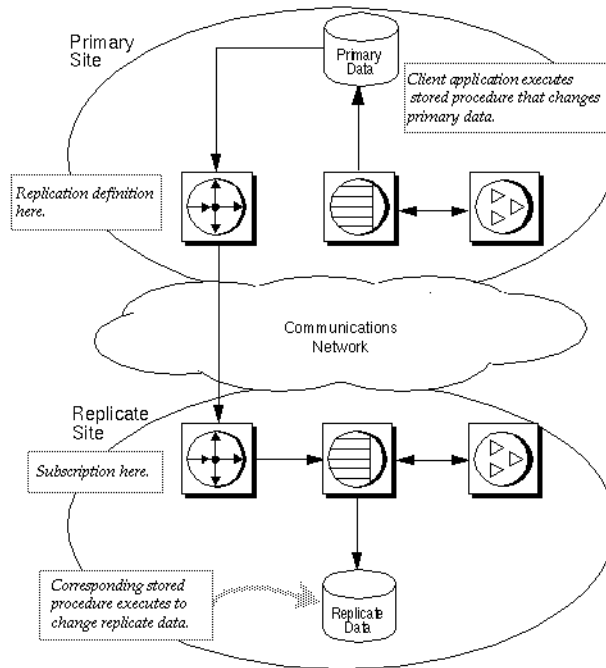 Primary
Site
Primary
Data
Client application executes
stored procedure that changes
primary data.
Replication definition
here.
Communications
Network
Replicate
Site
Subscription here.
Corresponding stored
procedure executes to
change replicate data.
Replicate
Data